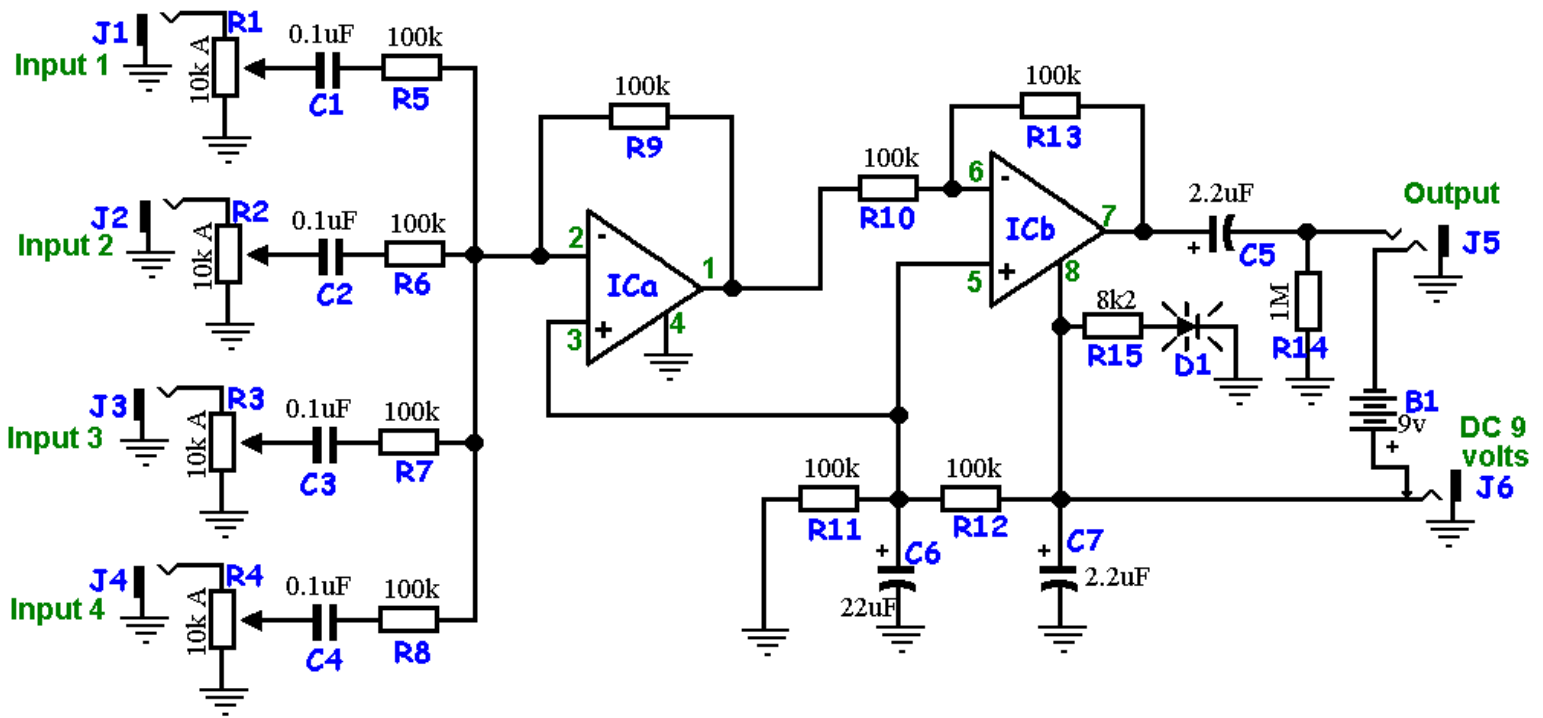 J1
R1
10k A
Input 1
0.1uF
C1
100k
R5
J2
R2
10k A
Input 2
0.1uF
C2
100k
R6
J3
R3
10k A
Input 3
0.1uF
C3
100k
R7
J4
R4
10k A
Input 4
0.1uF
C4
100k
R8
100k
R9
2
-
3
+
ICa
1
4
100k
R10
100k
R13
6
-
5
+
ICb
7
8
2.2uF
+
C5
Output
J5
1M
R14
8k2
R15
D1
B1
9v
+
DC 9
volts
J6
100k
R11
100k
R12
+
C6
22uF
+
C7
2.2uF